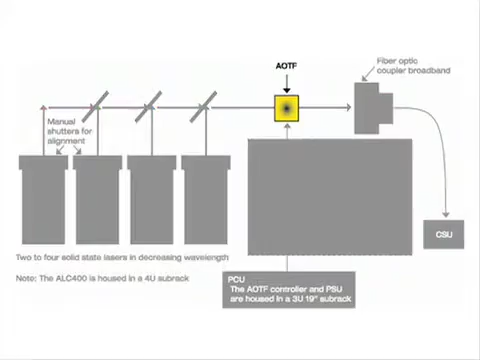 AOTF
Fiber optic
coupler broadband
Manual
shutters for
alignment
CSU
Two to four solid state lasers in decreasing wavelength
Note: The ALC400 is housed in a 4U subrack
PCU
The AOTF controller and PSU
are housed in a 3U 19" subrack